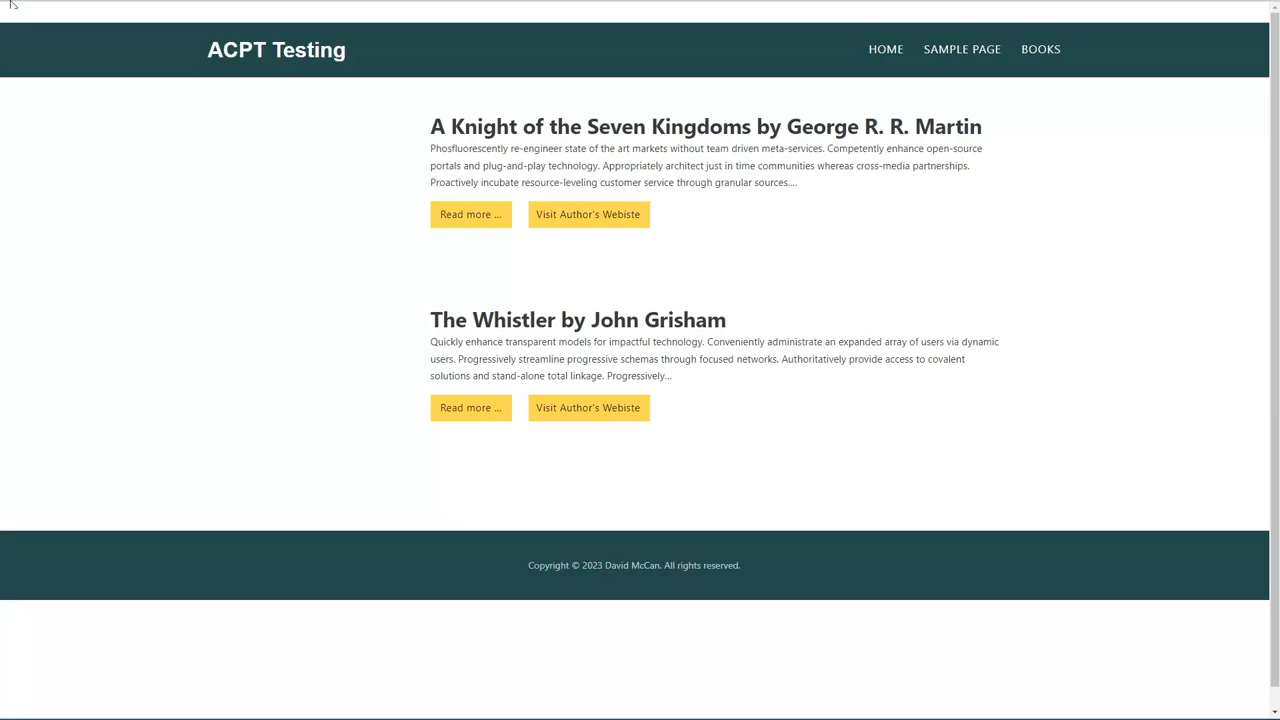 ACPT Testing
HOME SAMPLE PAGE BOOKS
A Knight of the Seven Kingdoms by George R. R. Martin
Phosfluorescently re-engineer state of the art markets without team driven meta-services. Competently enhance open-source
portals and plug-and-play technology. Appropriately architect just in time communities whereas cross-media partnerships.
Proactively incubate resource-leveling customer service through granular sources....
Read more ... Visit Author's Webiste
The Whistler by John Grisham
Quickly enhance transparent models for impactful technology. Conveniently administrate an expanded array of users via dynamic
users. Progressively streamline progressive schemas through focused networks. Authoritatively provide access to covalent
solutions and stand-alone total linkage. Progressively...
Read more ... Visit Author's Webiste
Copyright © 2023 David McCan. All rights reserved.